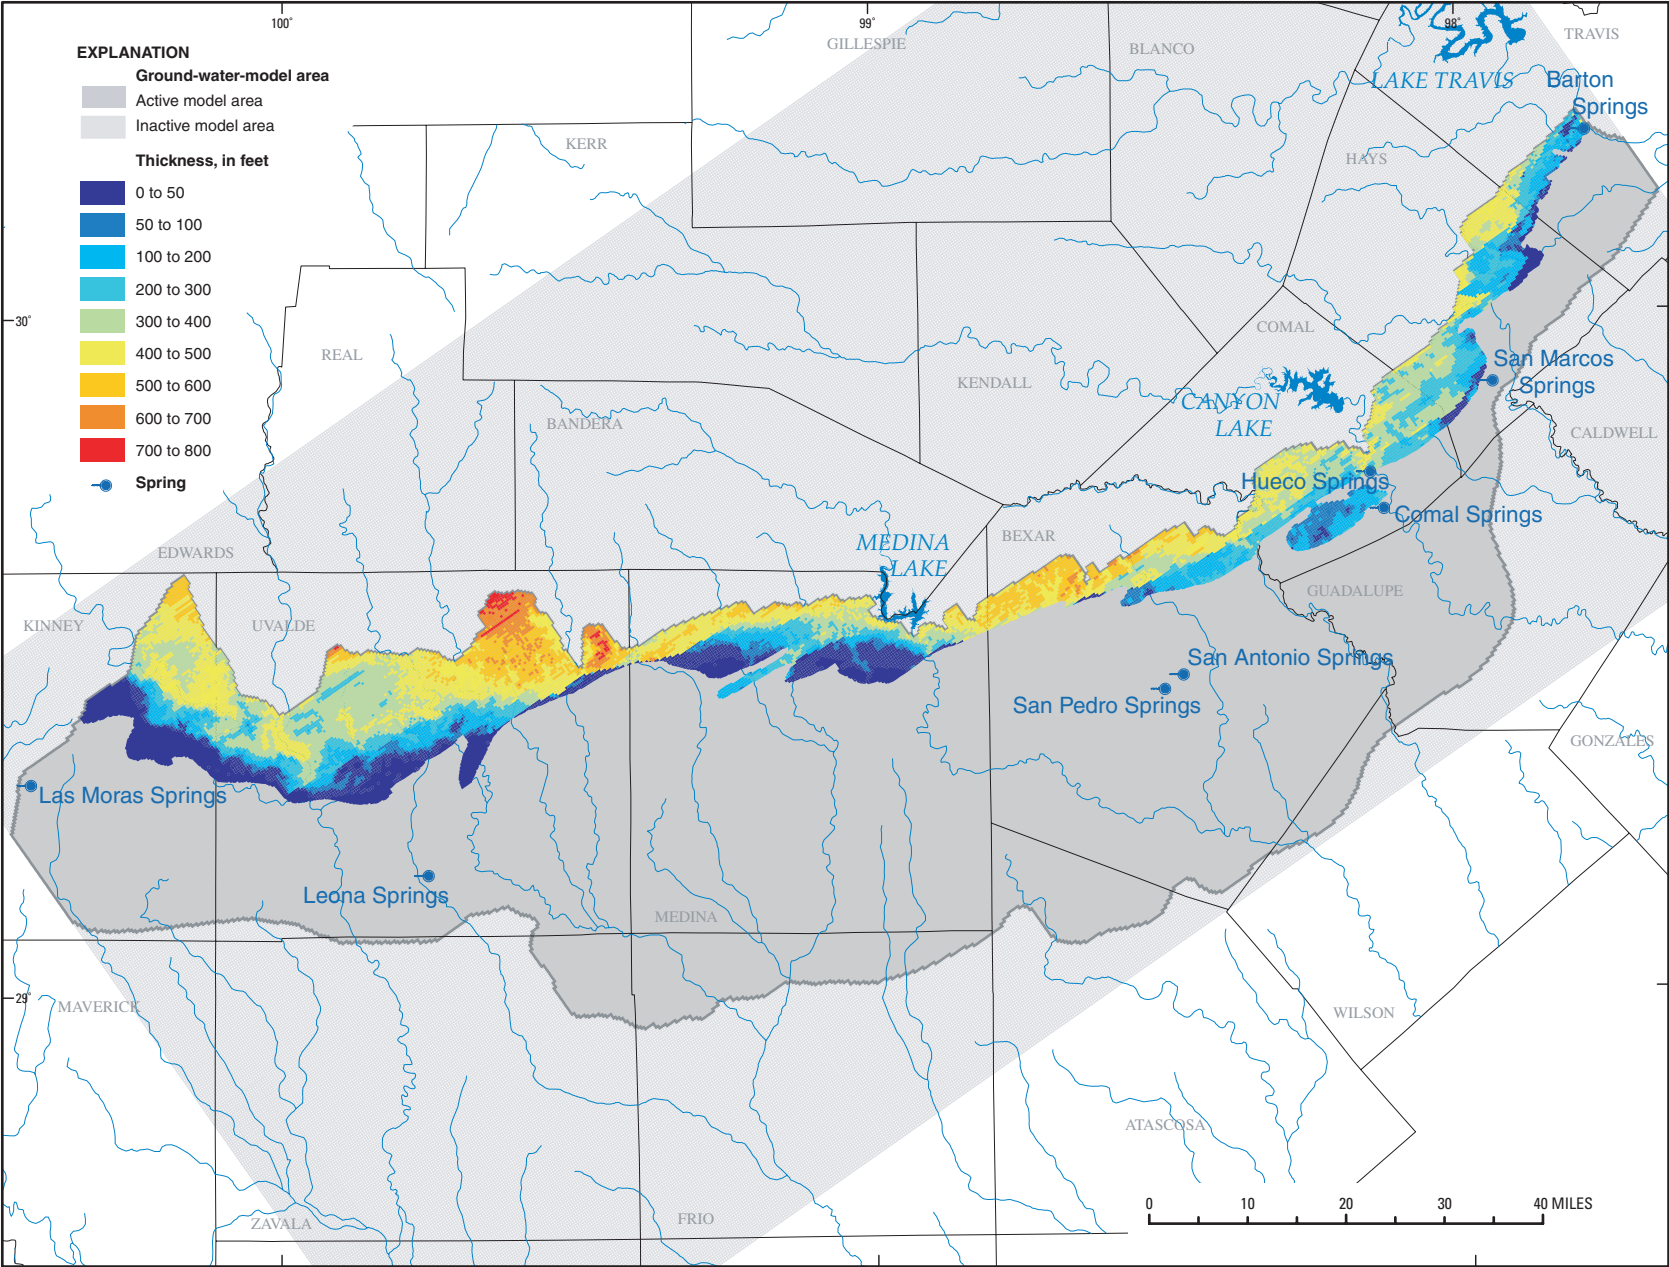 100°
99°
98°
EXPLANATION
Ground-water-model area
Active model area
Inactive model area
Thickness, in feet
0 to 50
50 to 100
100 to 200
200 to 300
300 to 400
400 to 500
500 to 600
600 to 700
700 to 800
Spring
GILLESPIE
BLANCO
TRAVIS
LAKE TRAVIS
Barton
Springs
KERR
HAYS
30°
REAL
COMAL
KENDALL
San Marcos
Springs
CANYON
LAKE
BANDERA
CALDWELL
Hueco Springs
Comal Springs
EDWARDS
MEDINA
LAKE
BEXAR
GUADALUPE
KINNEY
UVALDE
San Antonio Springs
San Pedro Springs
GONZALES
Las Moras Springs
Leona Springs
MEDINA
29°
MAVERICK
WILSON
ATASCOSA
ZAVALA
FRIO
0 10 20 30 40 MILES